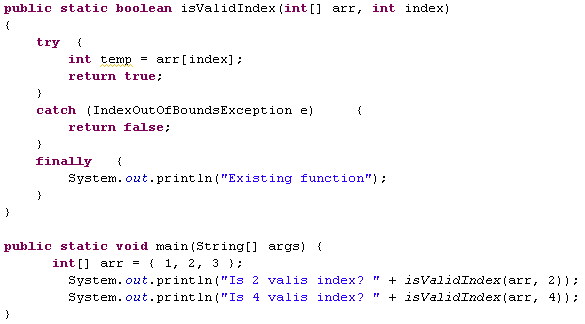 public static boolean isValidIndex(int[] arr, int index)
{
try {
int temp = arr[index];
return true;
}
catch (IndexOutOfBoundsException e) {
return false;
}
finally {
System.out.println("Existing function");
}
}
public static void main(String[] args) {
int[] arr = { 1, 2, 3 };
System.out.println("Is 2 valis index? " + isValidIndex(arr, 2));
System.out.println("Is 4 valis index? " + isValidIndex(arr, 4));
}